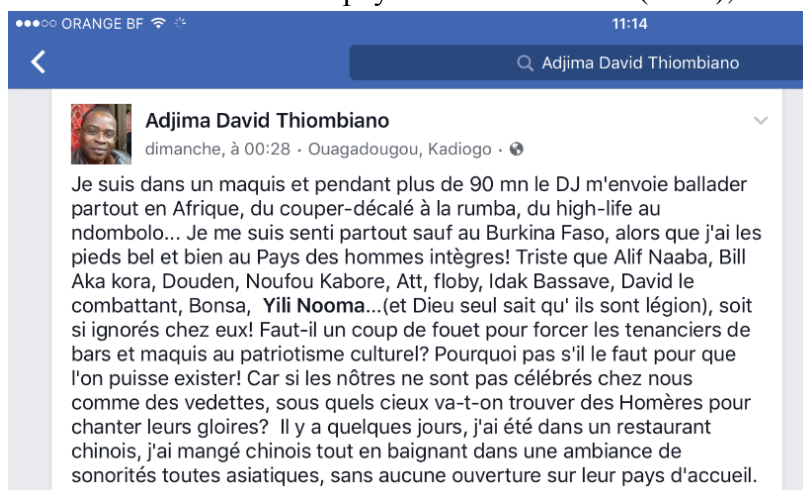 ORANGE BF 11:14
Adjima David Thiombiano
Adjima David Thiombiano
dimanche, à 00:28 · Ouagadougou, Kadiogo ·
Je suis dans un maquis et pendant plus de 90 mn le DJ m'envoie ballader
partout en Afrique, du couper-décalé à la rumba, du high-life au
ndombolo... Je me suis senti partout sauf au Burkina Faso, alors que j'ai les
pieds bel et bien au Pays des hommes intègres! Triste que Alif Naaba, Bill
Aka kora, Douden, Noufou Kabore, Att, floby, Idak Bassave, David le
combattant, Bonsa, Yili Nooma...(et Dieu seul sait qu' ils sont légion), soit
si ignorés chez eux! Faut-il un coup de fouet pour forcer les tenanciers de
bars et maquis au patriotisme culturel? Pourquoi pas s'il le faut pour que
l'on puisse exister! Car si les nôtres ne sont pas célébrés chez nous
comme des vedettes, sous quels cieux va-t-on trouver des Homères pour
chanter leurs gloires? Il y a quelques jours, j'ai été dans un restaurant
chinois, j'ai mangé chinois tout en baignant dans une ambiance de
sonorités toutes asiatiques, sans aucune ouverture sur leur pays d'accueil.